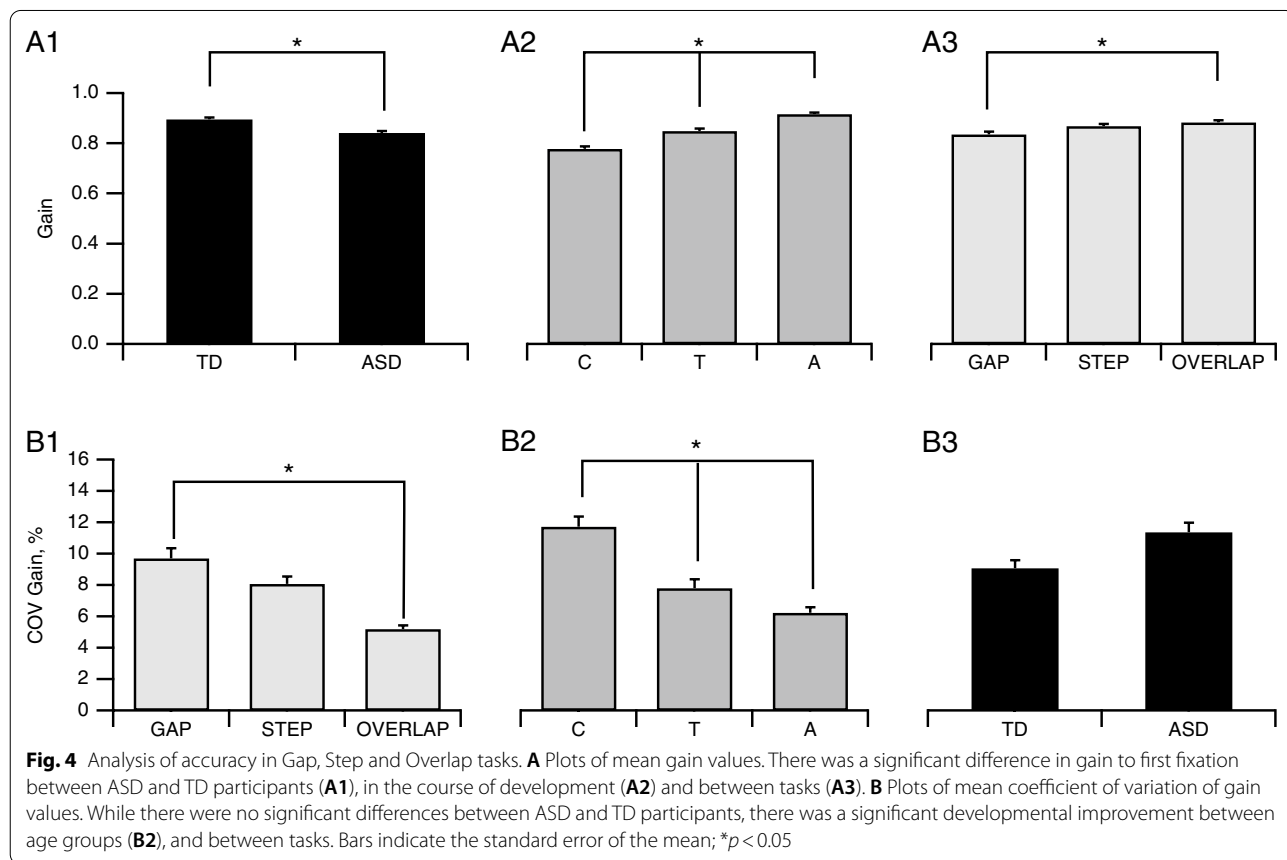 A1
A2
A3
*
*
*
Gain
1.0
0.8
0.6
0.4
0.2
0.0
TD ASD
C T A
GAP STEP OVERLAP
B1
B2
B3
*
*
COV Gain, %
16
14
12
10
8
6
4
2
0
GAP STEP OVERLAP
C T A
TD ASD
Fig. 4 Analysis of accuracy in Gap, Step and Overlap tasks. A Plots of mean gain values. There was a significant difference in gain to first fixation
between ASD and TD participants (A1), in the course of development (A2) and between tasks (A3). B Plots of mean coefficient of variation of gain
values. While there were no significant differences between ASD and TD participants, there was a significant developmental improvement between
age groups (B2), and between tasks. Bars indicate the standard error of the mean; *p < 0.05